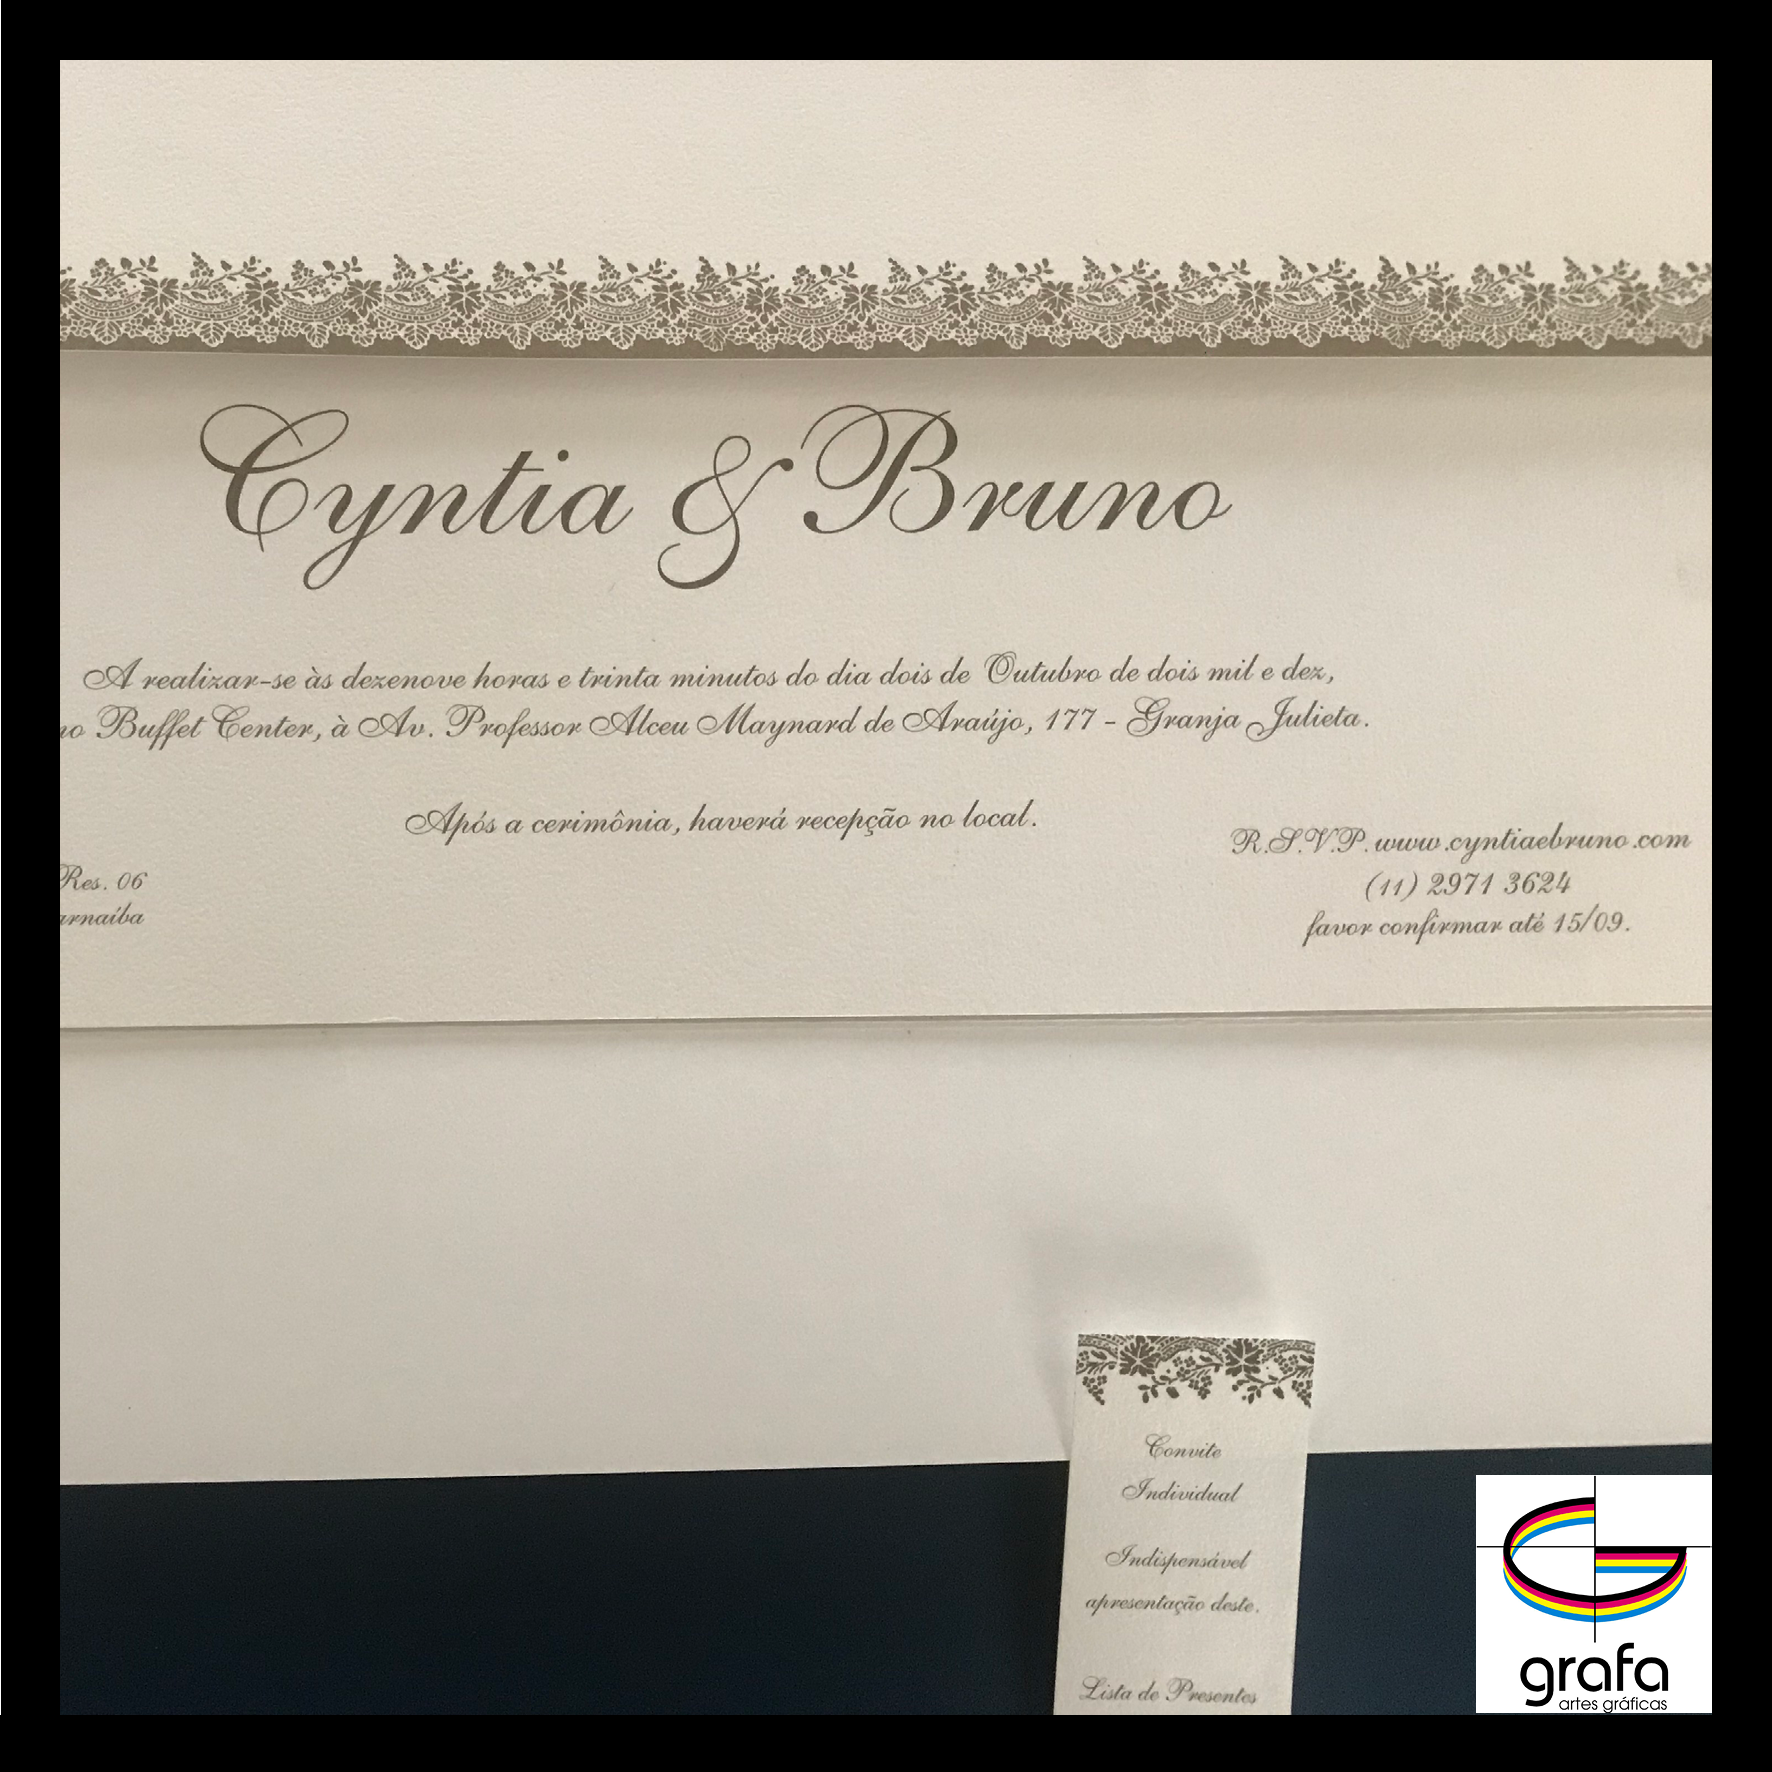 Cyntia & Bruno
A realizar-se às dezenove horas e trinta minutos do dia dois de Outubro de dois mil e dez,
no Buffet Center, à Av. Professor Alceu Maynard de Araújo, 177 - Granja Julieta.
Após a cerimônia, haverá recepção no local.
Res. 06
arnaíba
R.S.V.P. www.cyntiaebruno.com
(11) 2971 3624
favor confirmar até 15/09.
Convite
Individual
Indispensável
apresentação deste.
Lista de Presentes
grafa
artes gráficas